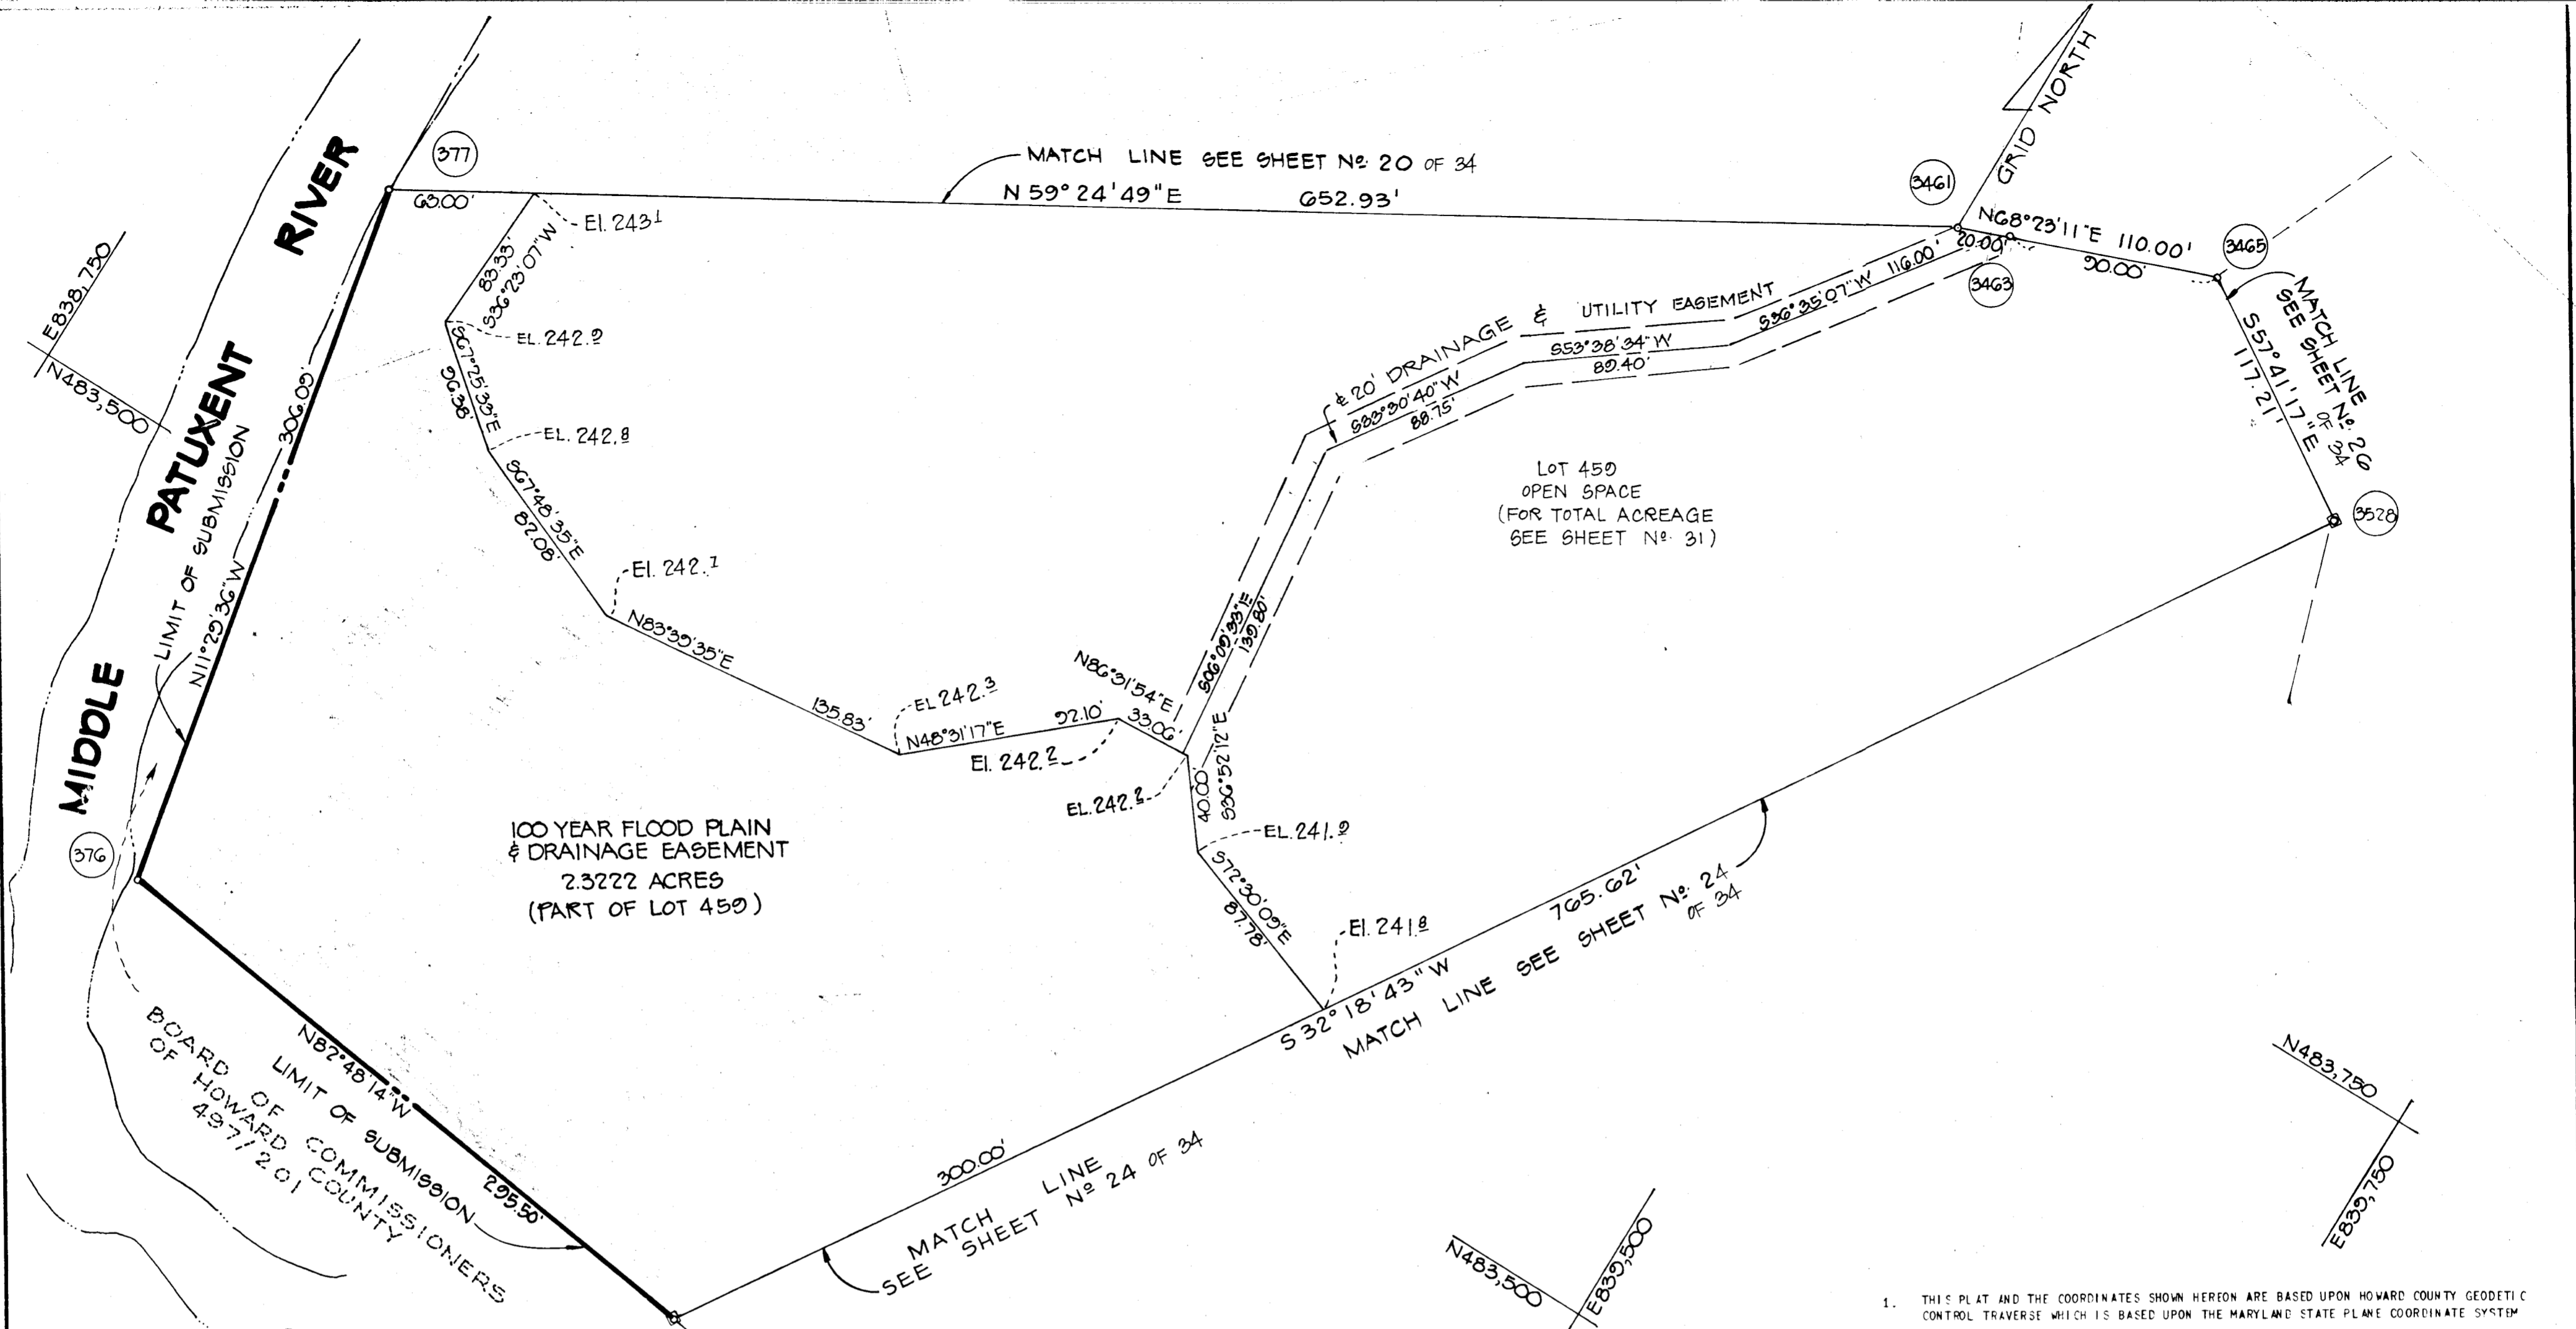 MIDDLE PATUXENT RIVER
377
63.00'
MATCH LINE SEE SHEET Nº 20 OF 34
N 59° 24' 49" E 652.93'
GRID NORTH
3461
N68°23'11"E 110.00'
20.00'
90.00'
3465
3463
MATCH LINE
SEE SHEET Nº 26
OF 34
S57°41'17"E
117.21'
3528
E838,750
N483,500
El. 243.1
83.33'
S36°23'07"W
EL. 242.9
S67°25'33"E
96.38'
EL. 242.8
S67°48'35"E
82.08'
El. 242.7
N83°39'35"E
135.83'
EL 242.3
N48°31'17"E
92.10'
El. 242.2
N86°31'54"E
33.06'
EL. 242.2
40.00'
S36°52'12"E
EL. 241.9
S72°30'09"E
87.78'
El. 241.8
₵ 20' DRAINAGE & UTILITY EASEMENT
S36°35'07"W 116.00'
S53°38'34"W
89.40'
S33°30'40"W
88.75'
S06°09'33"E
139.80'
LOT 459
OPEN SPACE
(FOR TOTAL ACREAGE
SEE SHEET Nº 31)
306.09'
N11°29'36"W
LIMIT OF SUBMISSION
376
100 YEAR FLOOD PLAIN
& DRAINAGE EASEMENT
2.3222 ACRES
(PART OF LOT 459)
N82°48'14"W
295.50'
LIMIT OF SUBMISSION
BOARD OF COMMISSIONERS
OF HOWARD COUNTY
497/201
765.62'
S 32° 18' 43" W
MATCH LINE SEE SHEET Nº 24
OF 34
300.00'
MATCH LINE
SEE SHEET Nº 24 OF 34
N483,500
E839,500
N483,750
E839,750
1. THIS PLAT AND THE COORDINATES SHOWN HEREON ARE BASED UPON HOWARD COUNTY GEODETIC
CONTROL TRAVERSE WHICH IS BASED UPON THE MARYLAND STATE PLANE COORDINATE SYSTEM